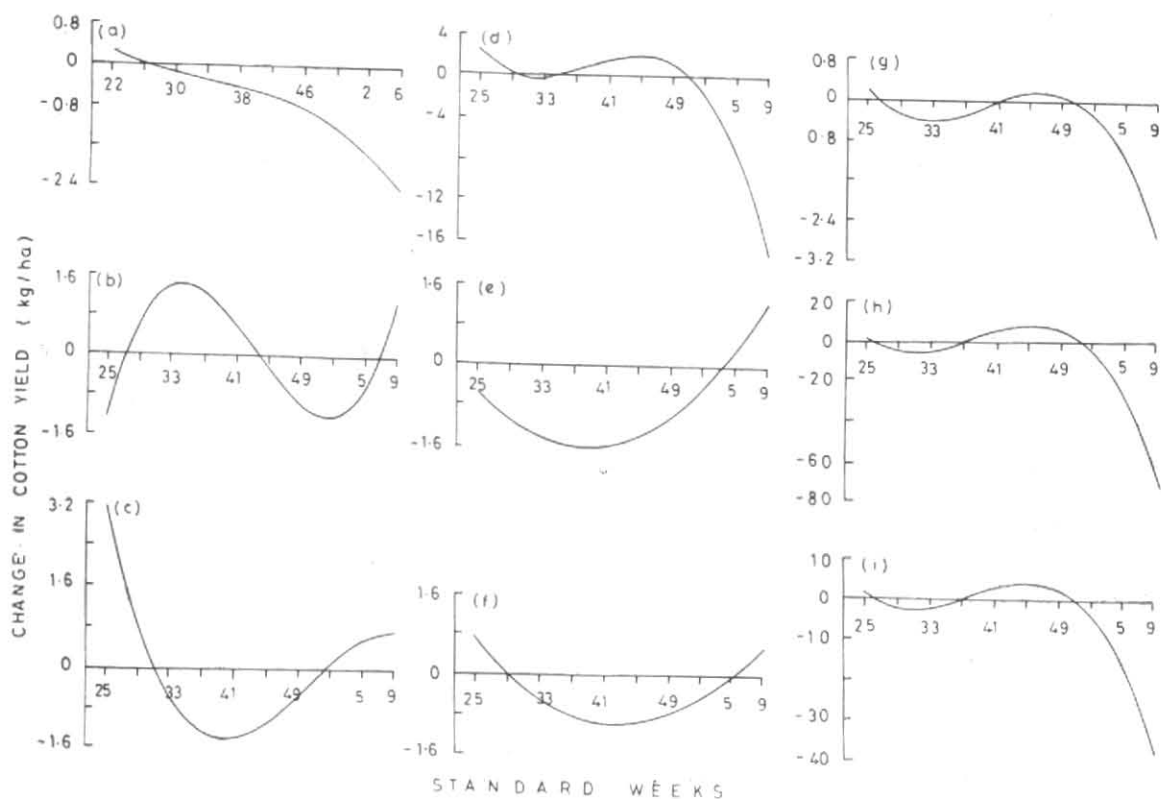 CHANGE IN COTTON YIELD (kg/ha)
(a)
0.8
0
-0.8
-2.4
22 30 38 46 2 6
(b)
1.6
0
-1.6
25 33 41 49 5 9
(c)
3.2
1.6
0
-1.6
25 33 41 49 5 9
(d)
4
0
-4
-12
-16
25 33 41 49 5 9
(e)
1.6
0
-1.6
25 33 41 49 5 9
(f)
1.6
0
-1.6
25 33 41 49 5 9
(g)
0.8
0
0.8
-2.4
-3.2
25 33 41 49 5 9
(h)
20
0
-20
-60
-80
25 33 41 49 5 9
(i)
10
0
-10
-30
-40
25 33 41 49 5 9
STANDARD WEEKS